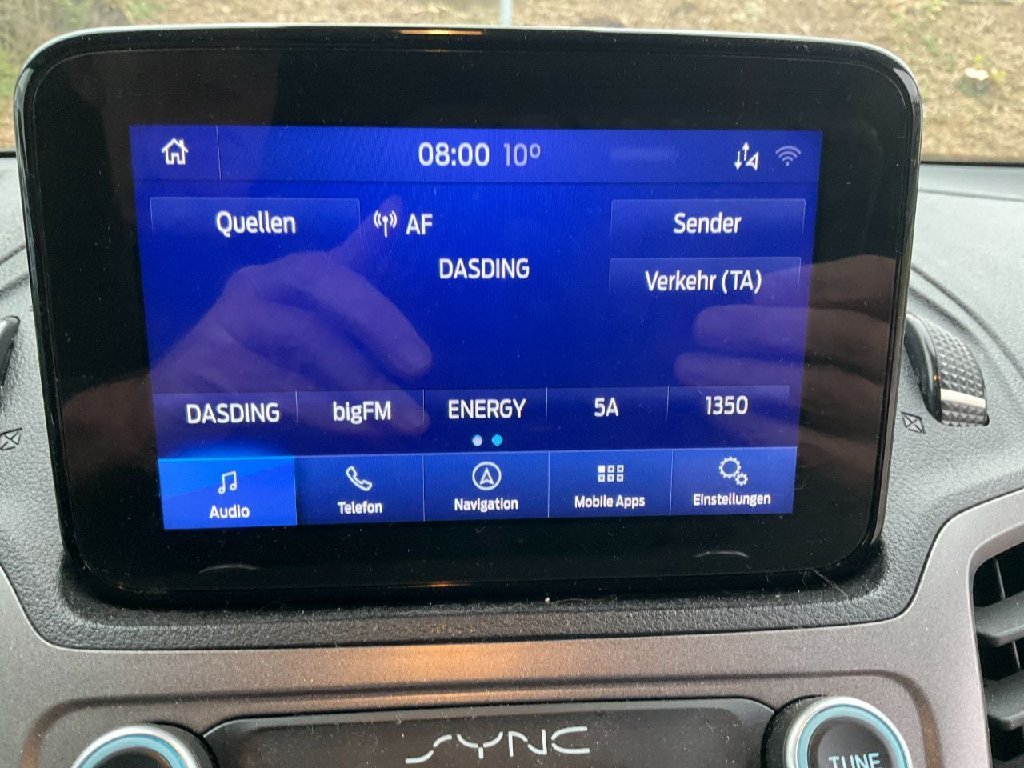 08:00 10°
Quellen AF Sender
DASDING
Verkehr (TA)
DASDING bigFM ENERGY 5A 1350
Audio Telefon Navigation Mobile Apps Einstellungen
SYNC
TUNE